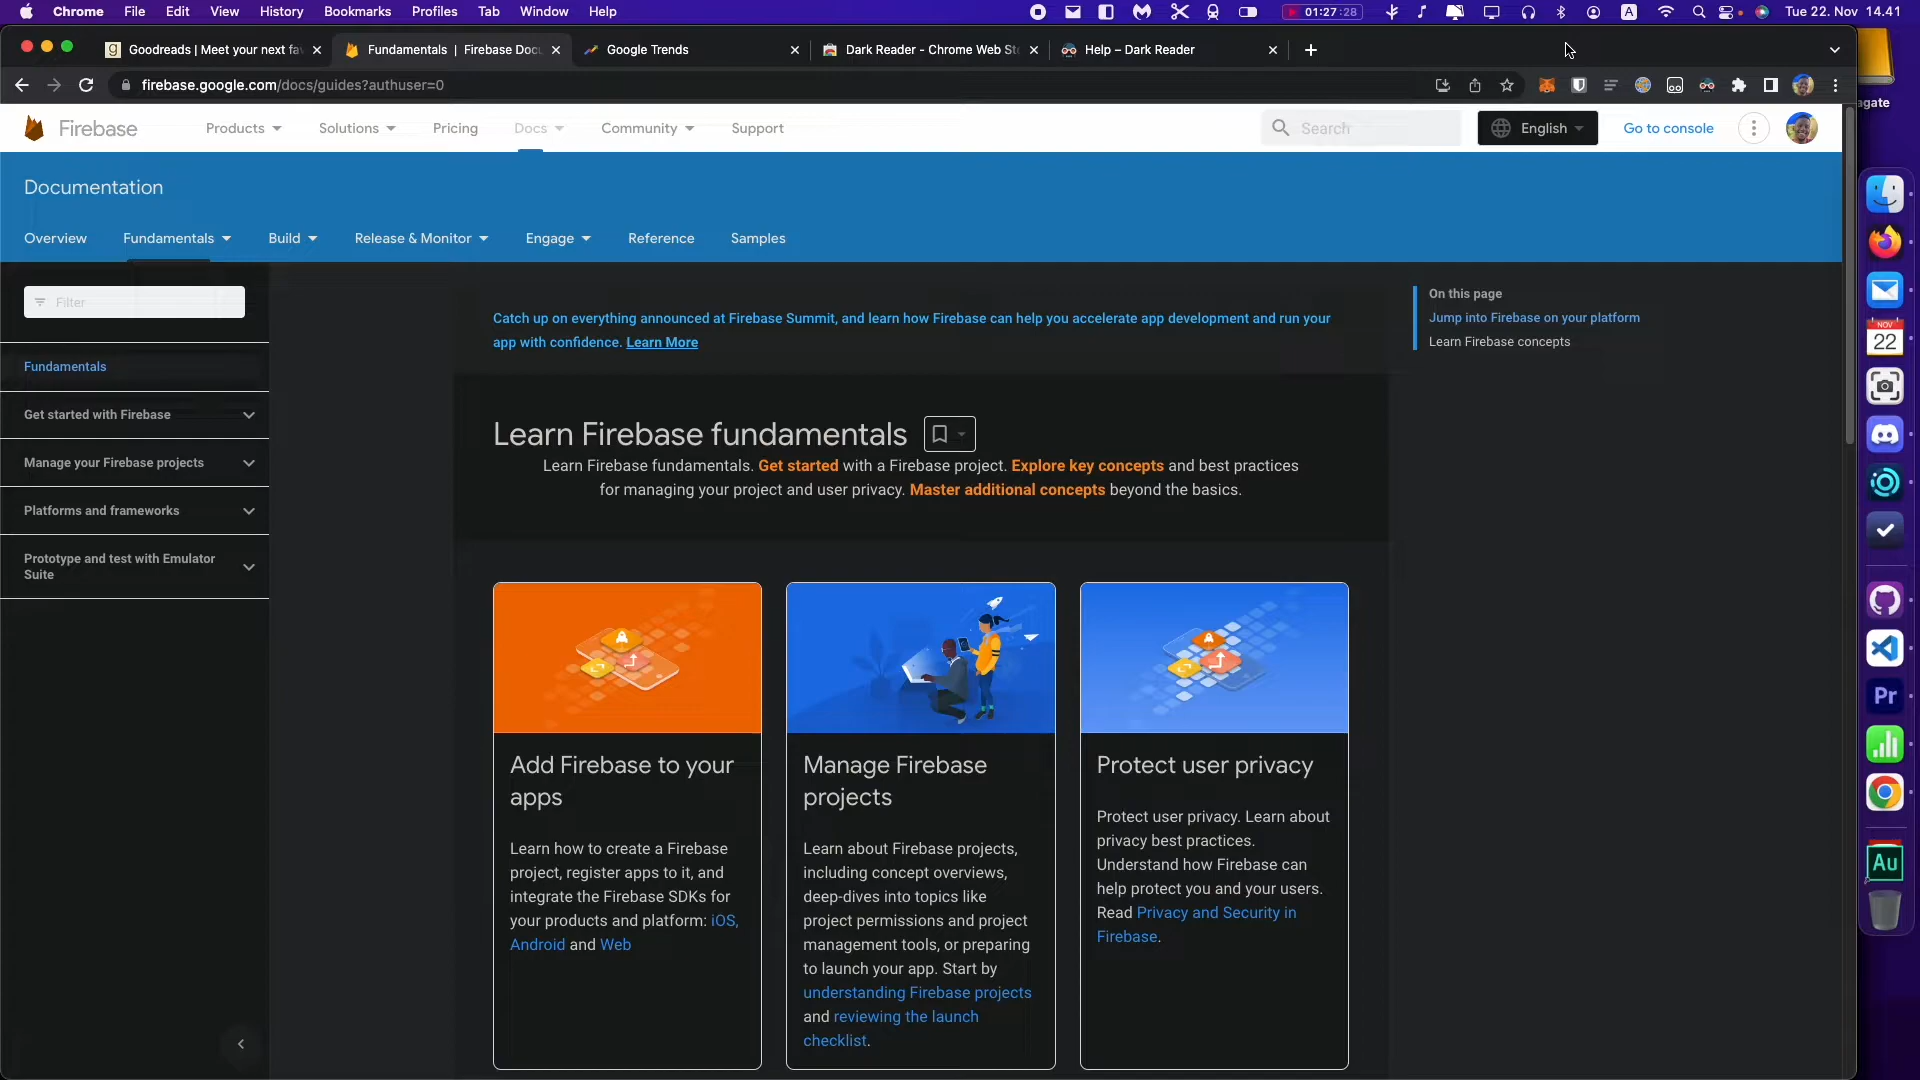 Chrome File Edit View History Bookmarks Profiles Tab Window Help
01:27:28
A
Tue 22. Nov 14.41
Goodreads | Meet your next fav
Fundamentals | Firebase Docu
Google Trends
Dark Reader - Chrome Web Sto
Help – Dark Reader
firebase.google.com/docs/guides?authuser=0
Firebase
Products
Solutions
Pricing
Docs
Community
Support
Search
English
Go to console
Documentation
Overview
Fundamentals
Build
Release & Monitor
Engage
Reference
Samples
Filter
Fundamentals
Get started with Firebase
Manage your Firebase projects
Platforms and frameworks
Prototype and test with Emulator
Suite
Catch up on everything announced at Firebase Summit, and learn how Firebase can help you accelerate app development and run your
app with confidence. Learn More
Learn Firebase fundamentals
Learn Firebase fundamentals. Get started with a Firebase project. Explore key concepts and best practices
for managing your project and user privacy. Master additional concepts beyond the basics.
Add Firebase to your
apps
Learn how to create a Firebase
project, register apps to it, and
integrate the Firebase SDKs for
your products and platform: iOS,
Android and Web
Manage Firebase
projects
Learn about Firebase projects,
including concept overviews,
deep-dives into topics like
project permissions and project
management tools, or preparing
to launch your app. Start by
understanding Firebase projects
and reviewing the launch
checklist.
Protect user privacy
Protect user privacy. Learn about
privacy best practices.
Understand how Firebase can
help protect you and your users.
Read Privacy and Security in
Firebase.
On this page
Jump into Firebase on your platform
Learn Firebase concepts
agate
NOV
22
Pr
Au